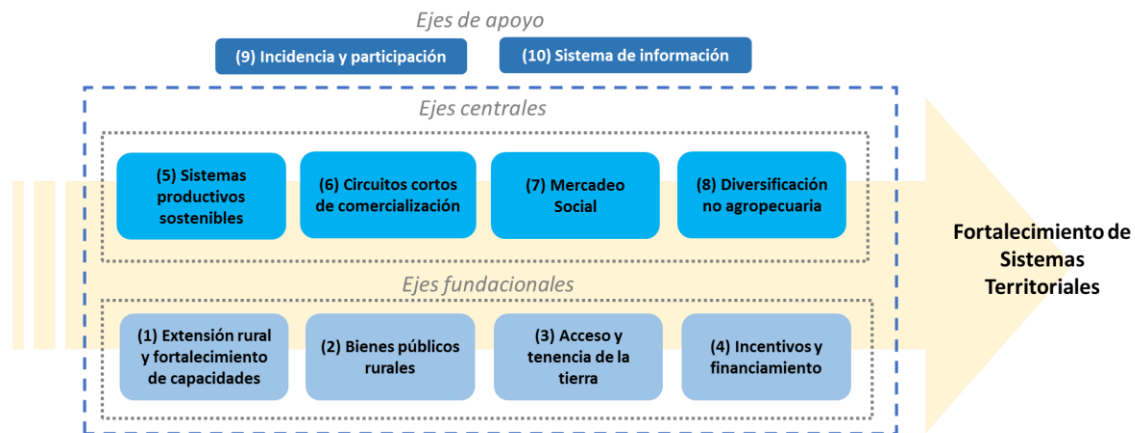 Ejes de apoyo
(9) Incidencia y participación
(10) Sistema de información
Ejes centrales
(5) Sistemas
productivos
sostenibles
(6) Circuitos cortos
de comercialización
(7) Mercadeo
Social
(8) Diversificación
no agropecuaria
Fortalecimiento de
Sistemas
Territoriales
Ejes fundacionales
(1) Extensión rural
y fortalecimiento
de capacidades
(2) Bienes públicos
rurales
(3) Acceso y
tenencia de la
tierra
(4) Incentivos y
financiamiento